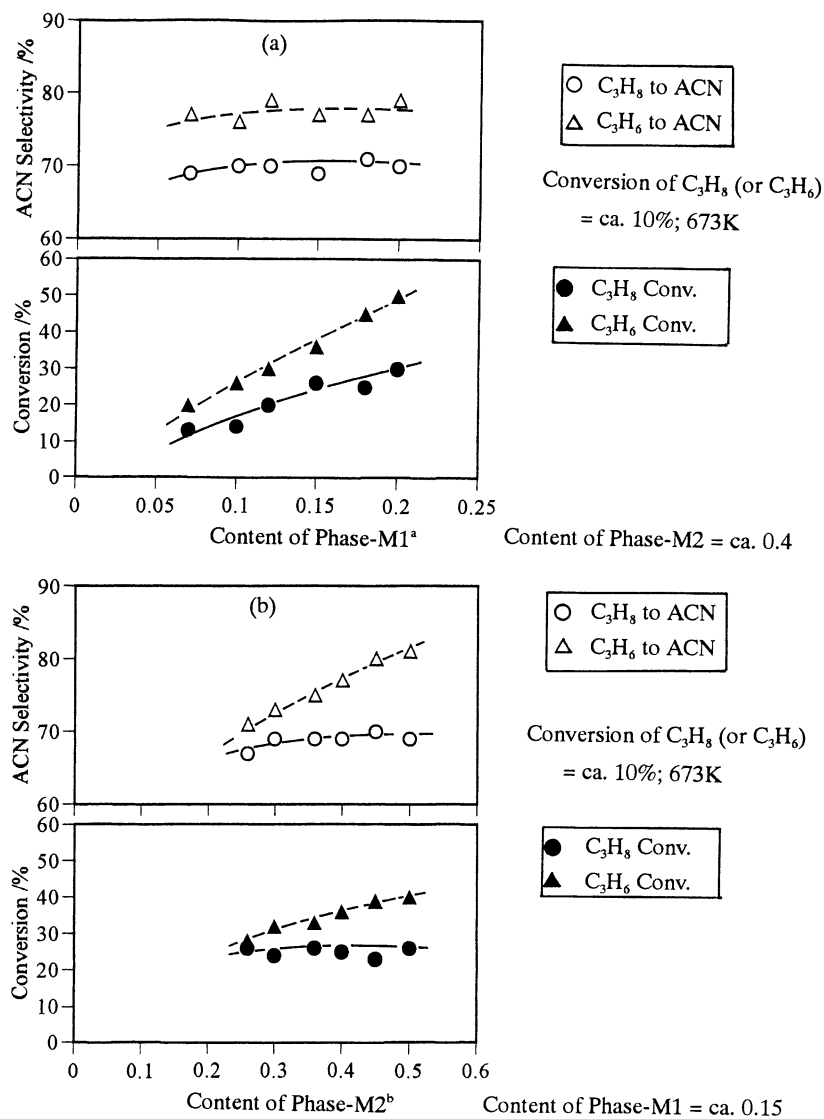 (a)
90
80
70
60
ACN Selectivity /%
○ C₃H₈ to ACN
△ C₃H₆ to ACN
Conversion of C₃H₈ (or C₃H₆)
= ca. 10%; 673K
60
50
40
30
20
10
0
Conversion /%
● C₃H₈ Conv.
▲ C₃H₆ Conv.
0 0.05 0.1 0.15 0.2 0.25
Content of Phase-M1ᵃ
Content of Phase-M2 = ca. 0.4
(b)
90
80
70
60
ACN Selectivity /%
○ C₃H₈ to ACN
△ C₃H₆ to ACN
Conversion of C₃H₈ (or C₃H₆)
= ca. 10%; 673K
60
40
20
0
Conversion /%
● C₃H₈ Conv.
▲ C₃H₆ Conv.
0 0.1 0.2 0.3 0.4 0.5 0.6
Content of Phase-M2ᵇ
Content of Phase-M1 = ca. 0.15